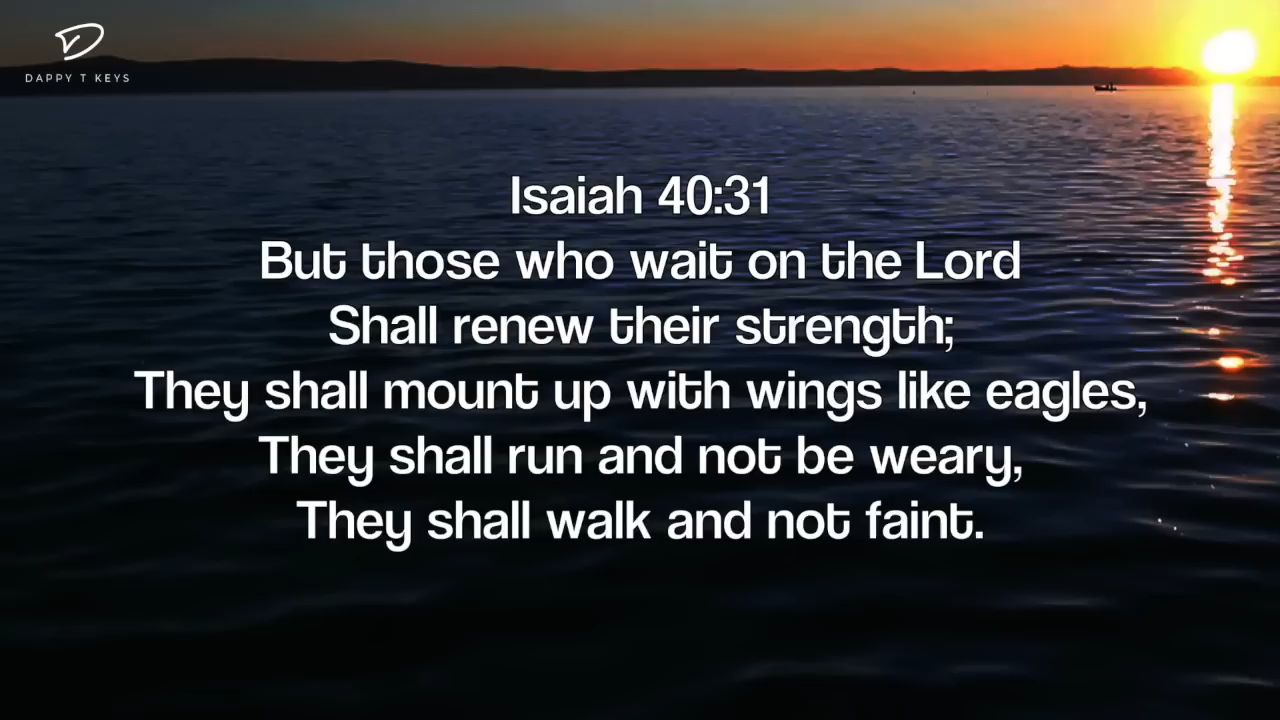 DAPPY T KEYS
Isaiah 40:31
But those who wait on the Lord
Shall renew their strength;
They shall mount up with wings like eagles,
They shall run and not be weary,
They shall walk and not faint.